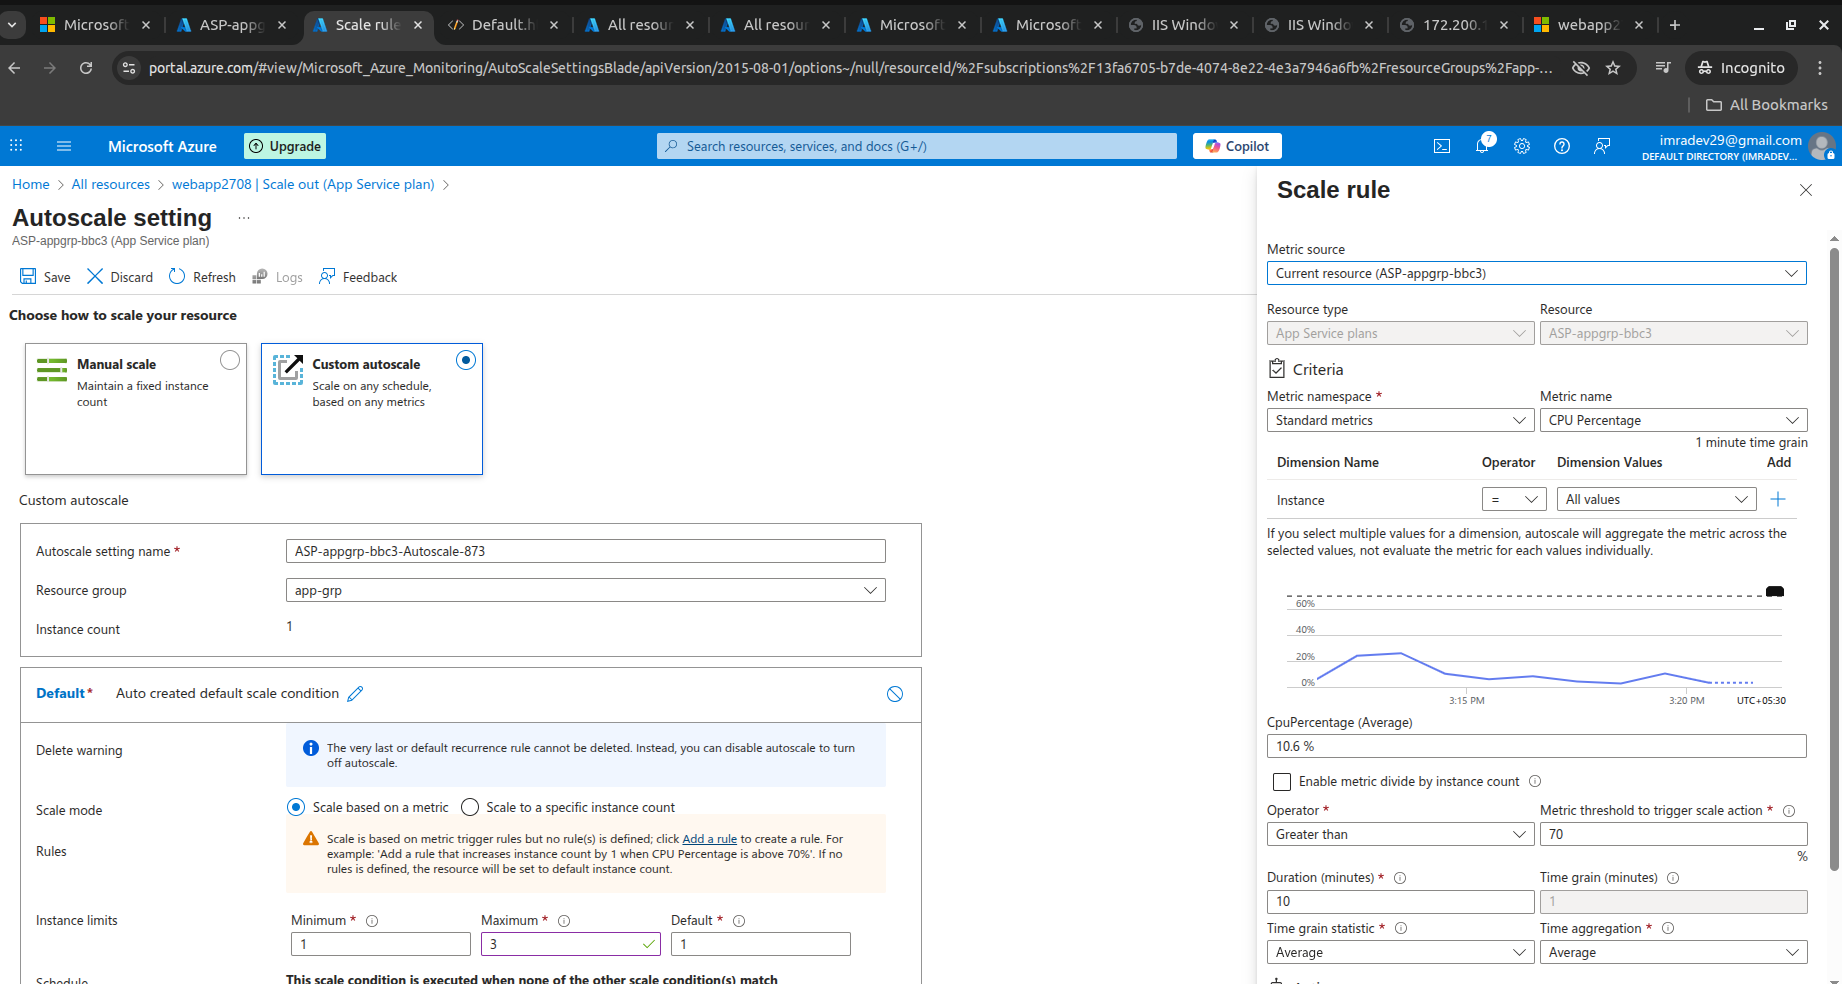 Microsoft
ASP-appg
Scale rule
Default.h
All resour
All resour
Microsoft
Microsoft
IIS Windo
IIS Windo
172.200.
webapp2
portal.azure.com/#view/Microsoft_Azure_Monitoring/AutoScaleSettingsBlade/apiVersion/2015-08-01/options~/null/resourceId/%2Fsubscriptions%2F13fa6705-b7de-4074-8e22-4e3a7946a6fb%2FresourceGroups%2Fapp-...
Incognito
All Bookmarks
Microsoft Azure
Upgrade
Search resources, services, and docs (G+/)
Copilot
7
imradev29@gmail.com
DEFAULT DIRECTORY (IMRADEV...
Home > All resources > webapp2708 | Scale out (App Service plan) >
Autoscale setting ...
ASP-appgrp-bbc3 (App Service plan)
Save Discard Refresh Logs Feedback
Choose how to scale your resource
Manual scale
Maintain a fixed instance
count
Custom autoscale
Scale on any schedule,
based on any metrics
Custom autoscale
Autoscale setting name * ASP-appgrp-bbc3-Autoscale-873
Resource group app-grp
Instance count 1
Default* Auto created default scale condition
Delete warning
The very last or default recurrence rule cannot be deleted. Instead, you can disable autoscale to turn
off autoscale.
Scale mode Scale based on a metric Scale to a specific instance count
Rules
Scale is based on metric trigger rules but no rule(s) is defined; click Add a rule to create a rule. For
example: 'Add a rule that increases instance count by 1 when CPU Percentage is above 70%'. If no
rules is defined, the resource will be set to default instance count.
Instance limits
Minimum * Maximum * Default *
1 3 1
Schedule This scale condition is executed when none of the other scale condition(s) match
Scale rule
Metric source
Current resource (ASP-appgrp-bbc3)
Resource type Resource
App Service plans ASP-appgrp-bbc3
Criteria
Metric namespace * Metric name
Standard metrics CPU Percentage
1 minute time grain
Dimension Name Operator Dimension Values Add
Instance = All values +
If you select multiple values for a dimension, autoscale will aggregate the metric across the
selected values, not evaluate the metric for each values individually.
60%
40%
20%
0%
3:15 PM 3:20 PM UTC+05:30
CpuPercentage (Average)
10.6 %
Enable metric divide by instance count
Operator * Metric threshold to trigger scale action *
Greater than 70
%
Duration (minutes) * Time grain (minutes)
10 1
Time grain statistic * Time aggregation *
Average Average